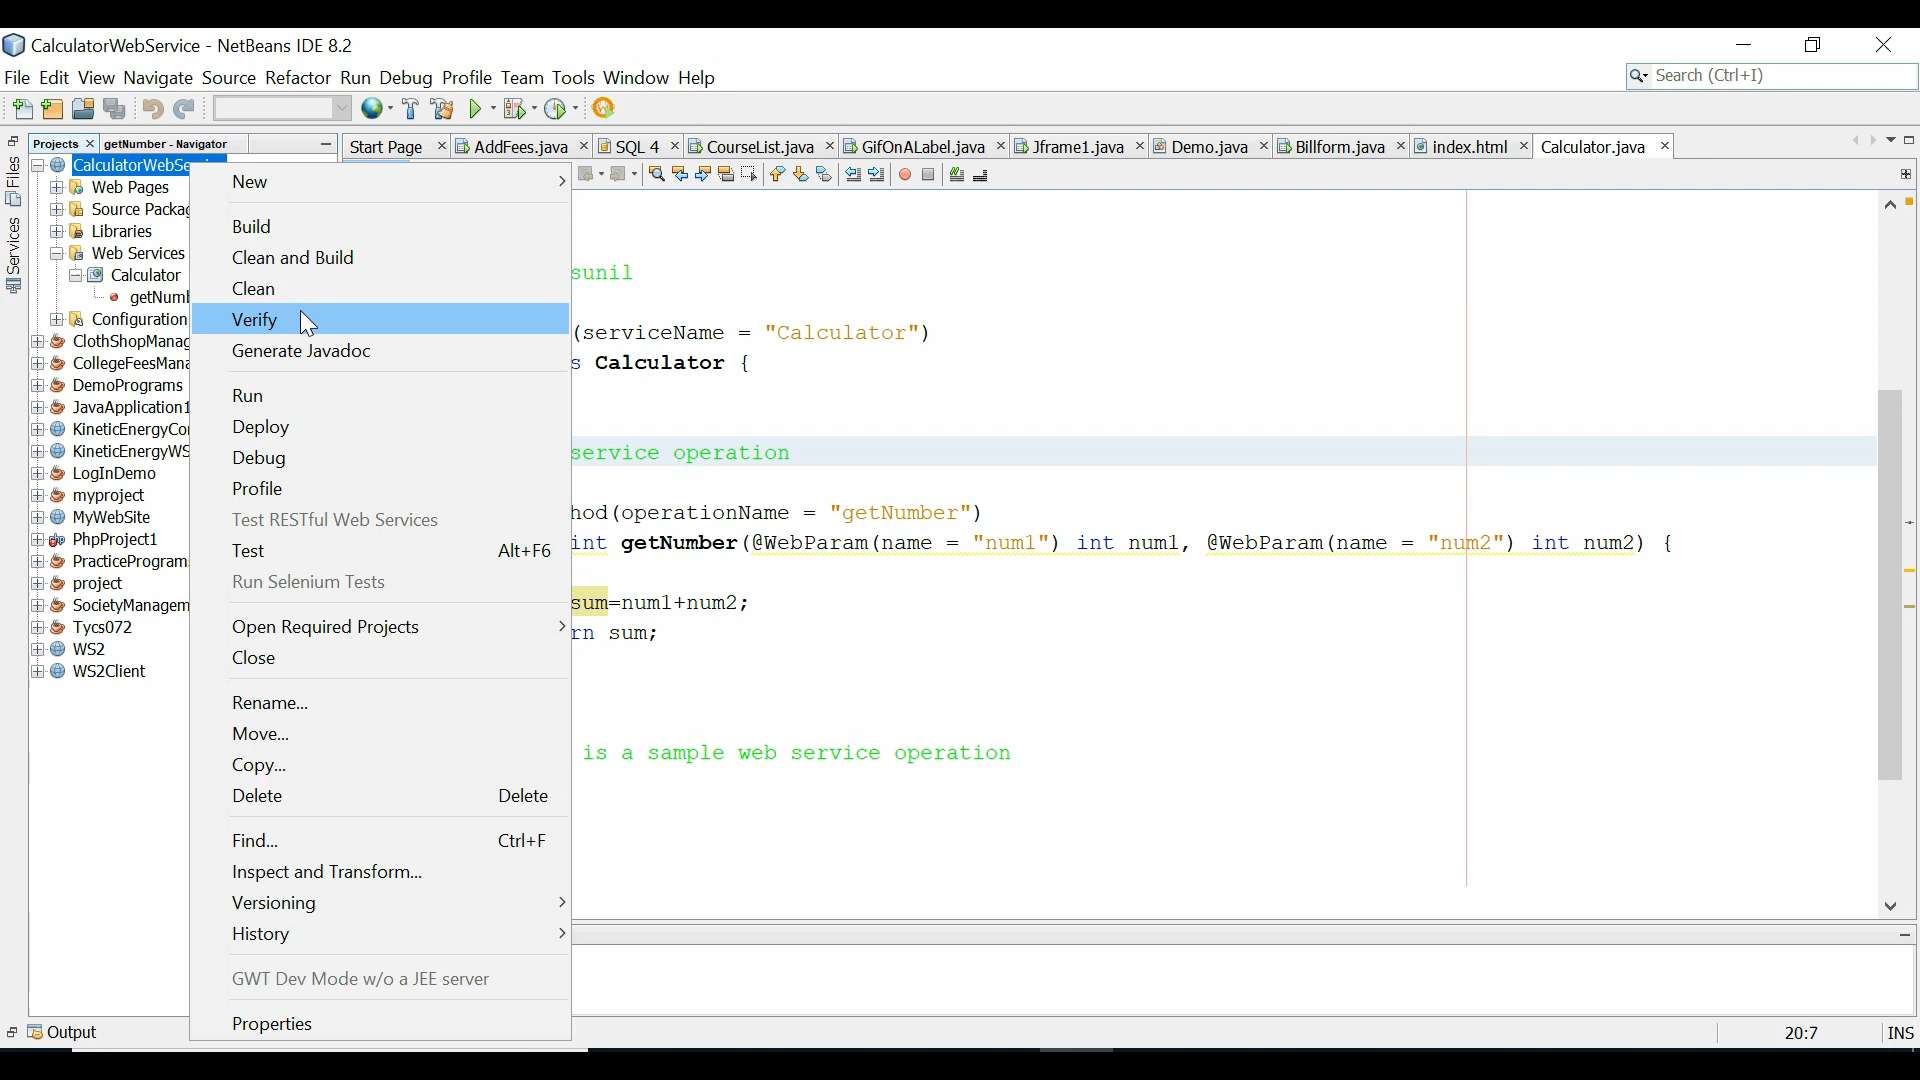 CalculatorWebService - NetBeans IDE 8.2
File Edit View Navigate Source Refactor Run Debug Profile Team Tools Window Help
Search (Ctrl+I)
Projects getNumber - Navigator
Start Page AddFees.java SQL 4 CourseList.java GifOnALabel.java Jframe1.java Demo.java Billform.java index.html Calculator.java
Files
Services
CalculatorWebSe
Web Pages
Source Packag
Libraries
Web Services
Calculator
getNumb
Configuration
ClothShopManag
CollegeFeesMana
DemoPrograms
JavaApplication1
KineticEnergyCo
KineticEnergyWS
LogInDemo
myproject
MyWebSite
PhpProject1
PracticeProgram
project
SocietyManagem
Tycs072
WS2
WS2Client
New
Build
Clean and Build
Clean
Verify
Generate Javadoc
Run
Deploy
Debug
Profile
Test RESTful Web Services
Test Alt+F6
Run Selenium Tests
Open Required Projects
Close
Rename...
Move...
Copy...
Delete Delete
Find... Ctrl+F
Inspect and Transform...
Versioning
History
GWT Dev Mode w/o a JEE server
Properties
sunil
(serviceName = "Calculator")
s Calculator {
service operation
hod(operationName = "getNumber")
int getNumber(@WebParam(name = "num1") int num1, @WebParam(name = "num2") int num2) {
sum=num1+num2;
rn sum;
is a sample web service operation
Output
20:7 INS